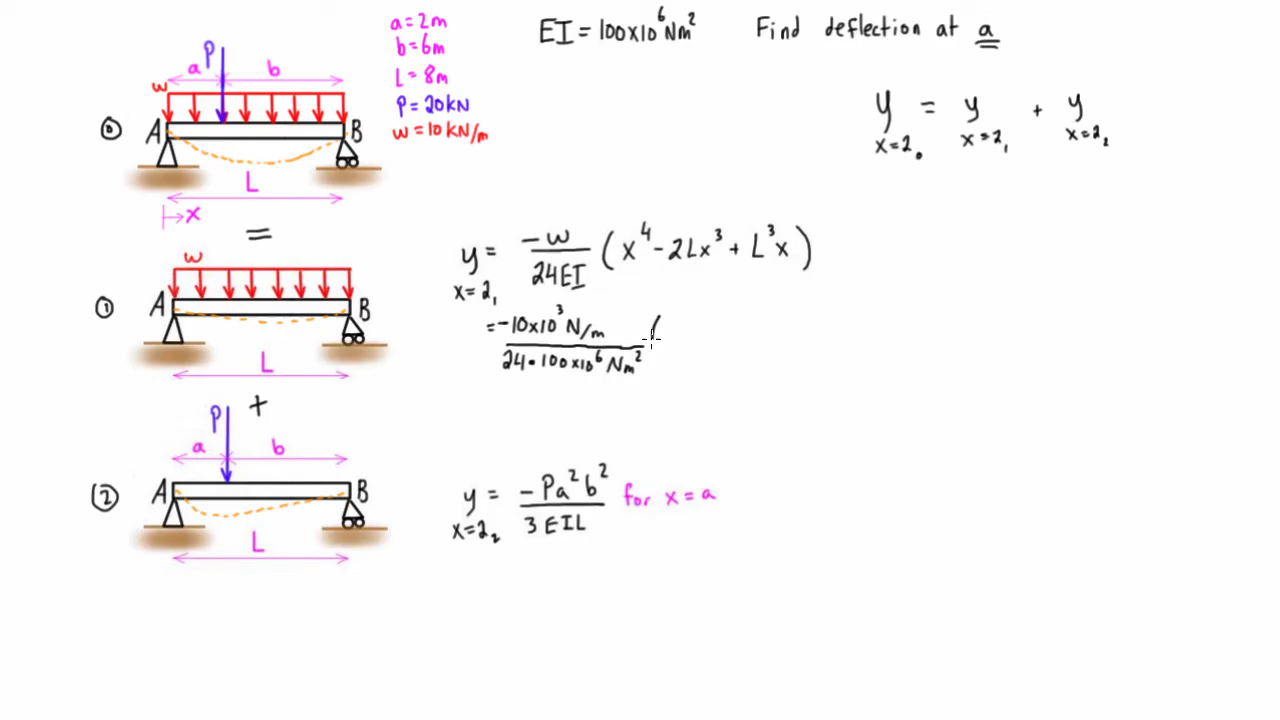 a = 2m
b = 6m
L = 8m
P = 20kN
w = 10 kN/m
EI = 100x10⁶ Nm²
Find deflection at a
y = y + y
x=2₀ x=2₁ x=2₂
⓪ A B
P
w
a b
L
x
=
y = -w/24EI (x⁴ - 2Lx³ + L³x)
x=2₁
= -10x10³ N/m / 24·100x10⁶ Nm² (
① A B
w
L
+
② A B
P
a b
L
y = -Pa²b²/3EIL for x = a
x=2₂